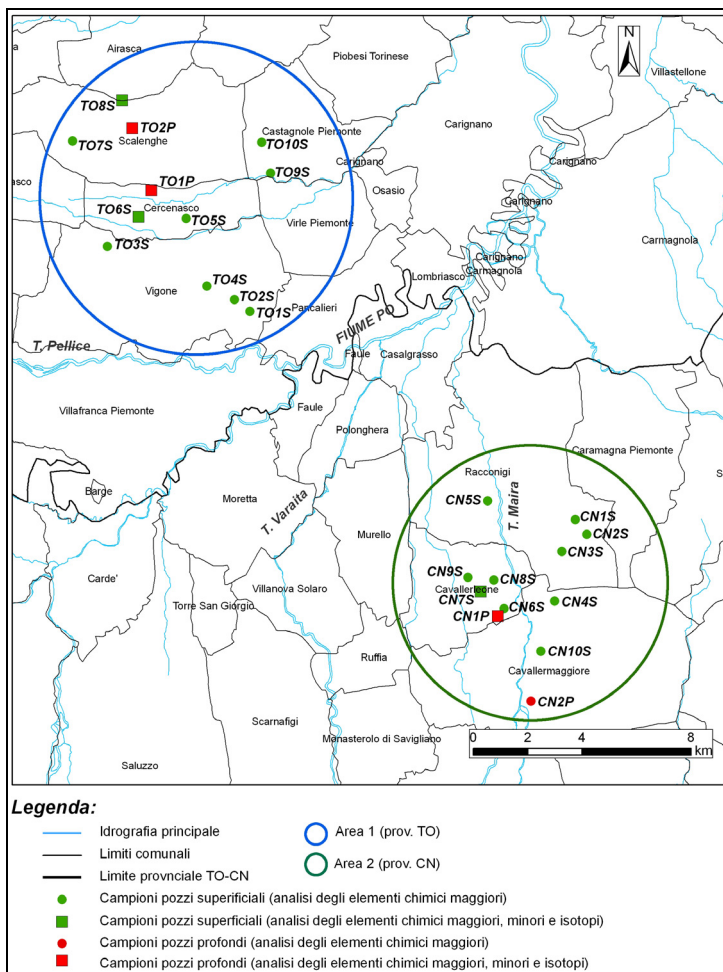 Airasca
Piobesi Torinese
N
Villastellone
TO8S
TO2P
Scalenghe
TO7S
Castagnole Piemonte
TO10S
Carignano
Carignano
Carignano
TO9S
TO1P
Osasio
asco
Cercenasco
TO6S
TO5S
Virle Piemonte
Carignano
Carmagnola
TO3S
Carignano
Carmagnola
Lombriasco
TO4S
Vigone
TO2S
TO1S
Pancalieri
FIUME PO
T. Pellice
Faule
Casalgrasso
Villafranca Piemonte
Faule
Polonghera
Caramagna Piemonte
Racconigi
Barge
Moretta
CN5S
T. Maira
CN1S
CN2S
T. Varaita
Murello
CN3S
CN9S
CN8S
Carde'
Villanova Solaro
Cavallerleone
Torre San Giorgio
CN7S
CN6S
CN4S
CN1P
Ruffia
CN10S
Cavallermaggiore
CN2P
Scarnafigi
Monasterolo di Savigliano
0 2 4 8
km
Saluzzo
Legenda:
Idrografia principale
Area 1 (prov. TO)
Limiti comunali
Area 2 (prov. CN)
Limite provnciale TO-CN
Campioni pozzi superificiali (analisi degli elementi chimici maggiori)
Campioni pozzi superficiali (analisi degli elementi chimici maggiori, minori e isotopi)
Campioni pozzi profondi (analisi degli elementi chimici maggiori)
Campioni pozzi profondi (analisi degli elementi chimici maggiori, minori e isotopi)